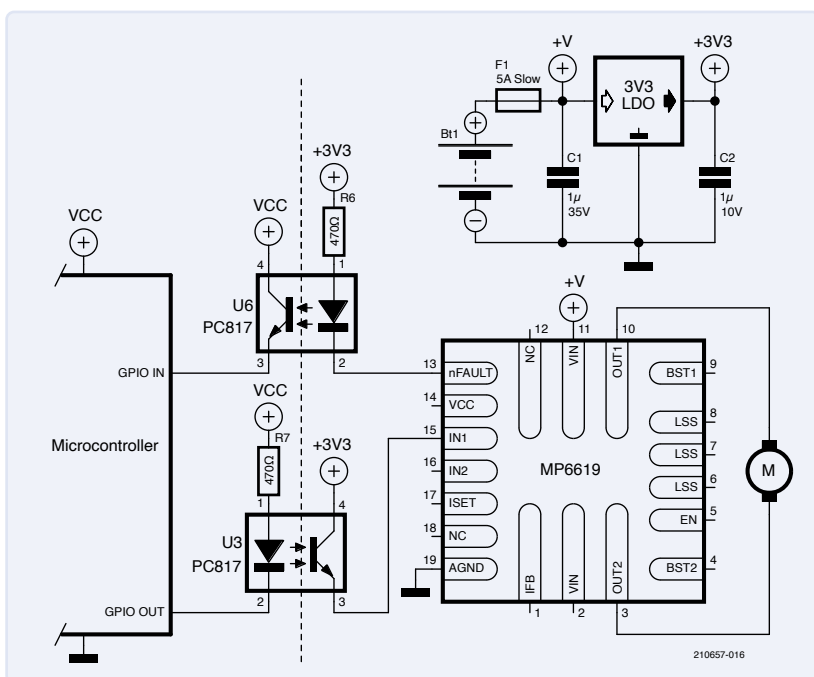 +V
+3V3
F1
5A Slow
3V3
LDO
Bt1
C1
1µ
35V
C2
1µ
10V
+3V3
R6
470Ω
VCC
VCC
4
1
U6
PC817
3
2
GPIO IN
VCC
R7
470Ω
+3V3
Microcontroller
1
4
U3
PC817
2
3
GPIO OUT
+V
12
11
10
NC
VIN
OUT1
13
nFAULT
BST1
9
14
VCC
LSS
8
15
IN1
LSS
7
16
IN2
MP6619
LSS
6
M
17
ISET
EN
5
18
NC
19
AGND
BST2
4
IFB
VIN
OUT2
1
2
3
210657-016